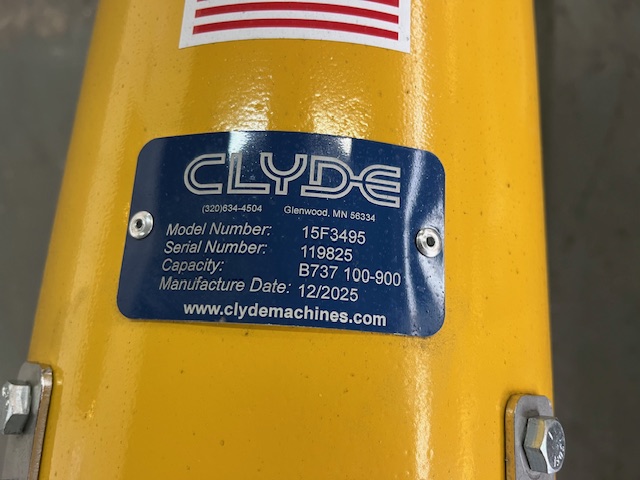 CLYDE
(320)634-4504 Glenwood, MN 56334
Model Number: 15F3495
Serial Number: 119825
Capacity: B737 100-900
Manufacture Date: 12/2025
www.clydemachines.com